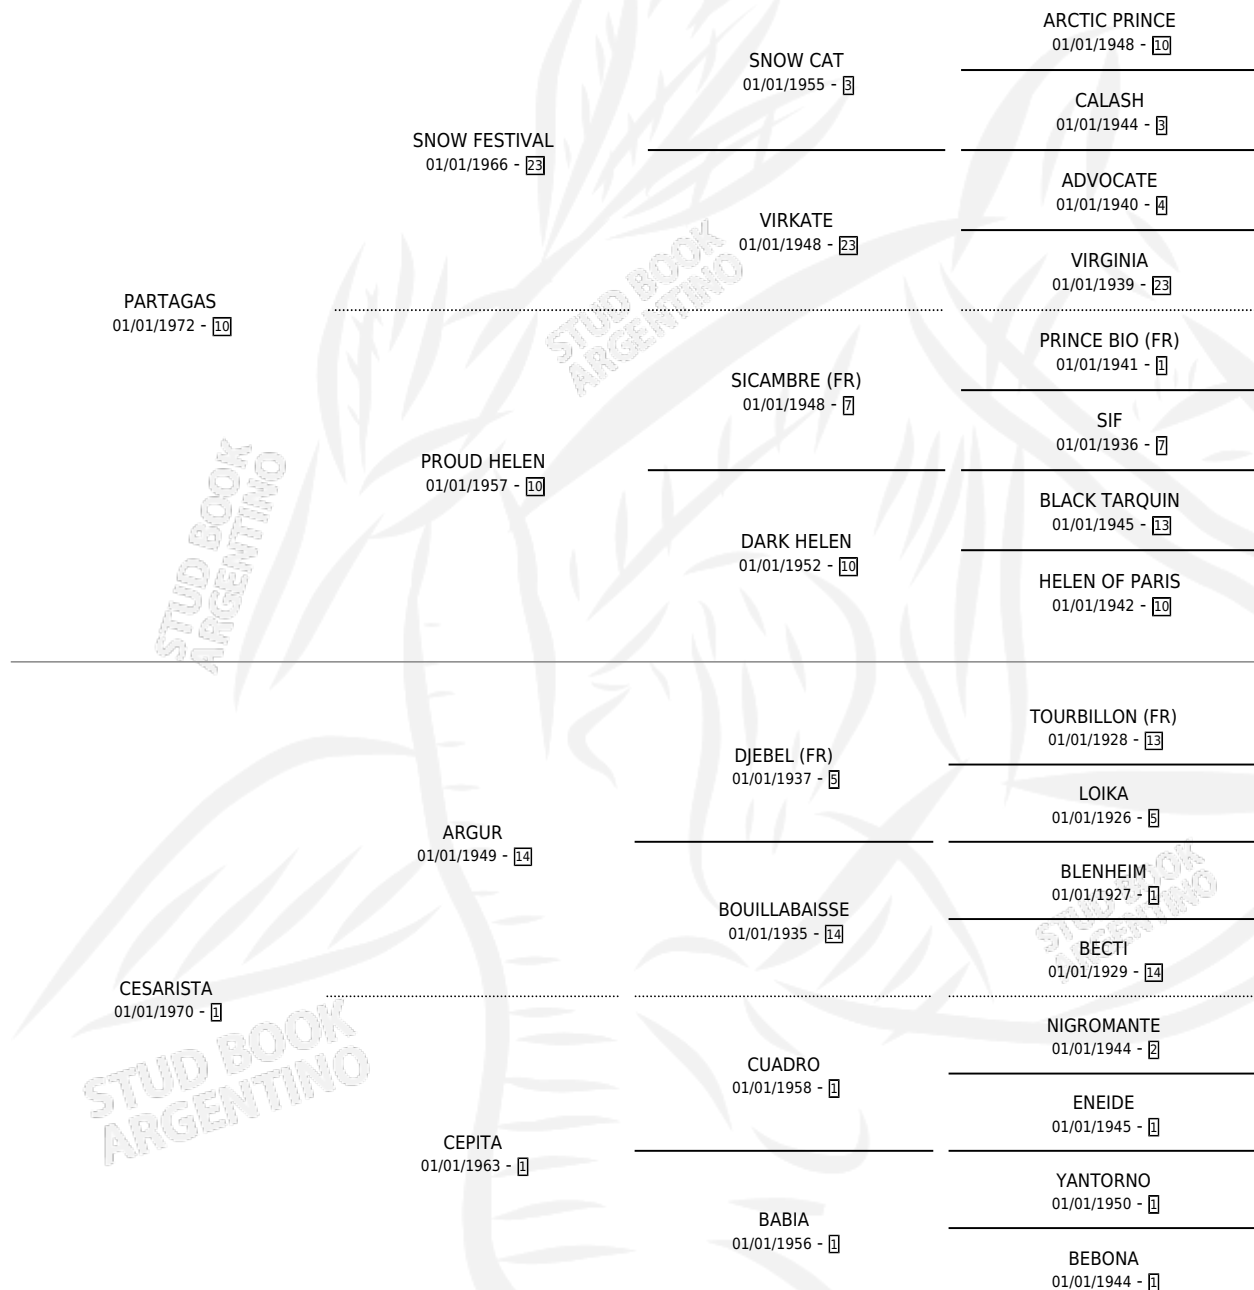 ARCTIC PRINCE
01/01/1948 - 10
SNOW CAT
01/01/1955 - 3
CALASH
01/01/1944 - 3
SNOW FESTIVAL
01/01/1966 - 23
ADVOCATE
01/01/1940 - 4
VIRKATE
01/01/1948 - 23
VIRGINIA
01/01/1939 - 23
PARTAGAS
01/01/1972 - 10
STUD BOOK
ARGENTINO
PRINCE BIO (FR)
01/01/1941 - 1
SICAMBRE (FR)
01/01/1948 - 7
SIF
01/01/1936 - 7
PROUD HELEN
01/01/1957 - 10
BLACK TARQUIN
01/01/1945 - 13
DARK HELEN
01/01/1952 - 10
HELEN OF PARIS
01/01/1942 - 10
STUD BOOK
ARGENTINO
TOURBILLON (FR)
01/01/1928 - 13
DJEBEL (FR)
01/01/1937 - 5
LOIKA
01/01/1926 - 5
ARGUR
01/01/1949 - 14
BLENHEIM
01/01/1927 - 1
BOUILLABAISSE
01/01/1935 - 14
BECTI
01/01/1929 - 14
STUD BOOK
ARGENTINO
CESARISTA
01/01/1970 - 1
NIGROMANTE
01/01/1944 - 2
CUADRO
01/01/1958 - 1
ENEIDE
01/01/1945 - 1
STUD BOOK
ARGENTINO
CEPITA
01/01/1963 - 1
YANTORNO
01/01/1950 - 1
BABIA
01/01/1956 - 1
BEBONA
01/01/1944 - 1